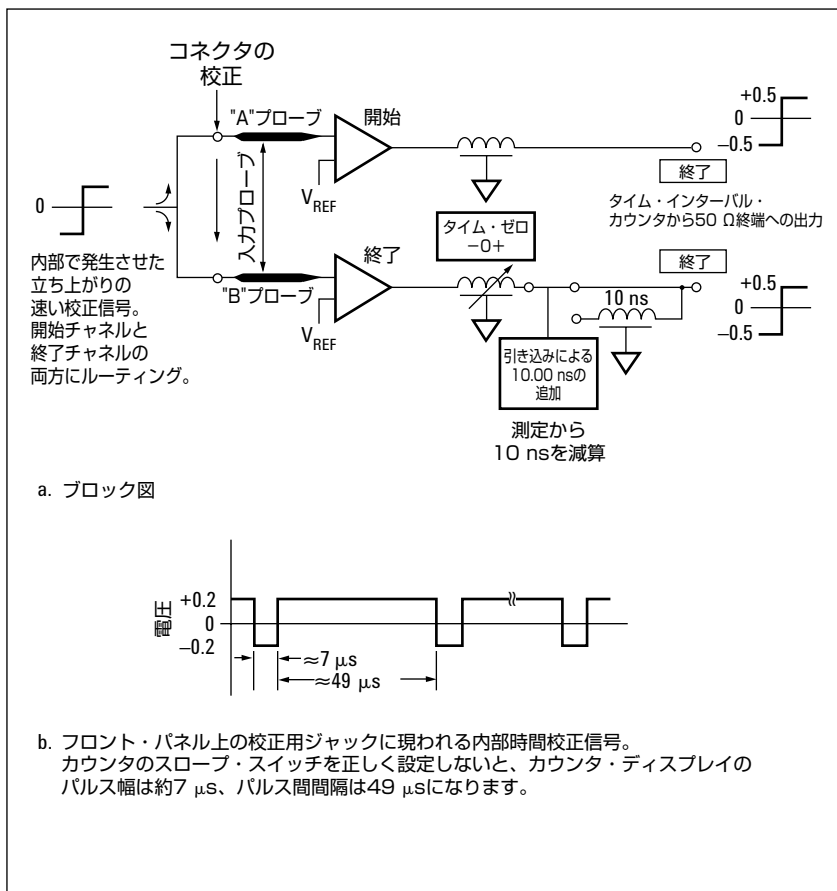 コネクタの
校正
"A"プローブ
開始
+0.5
0
−0.5
VREF
終了
タイム・インターバル・
カウンタから50 Ω終端への出力
入力プローブ
0
内部で発生させた
立ち上がりの
速い校正信号。
開始チャネルと
終了チャネルの
両方にルーティング。
タイム・ゼロ
−0+
終了
"B"プローブ
VREF
10 ns
終了
+0.5
0
−0.5
引き込みによる
10.00 nsの
追加
測定から
10 nsを減算
a. ブロック図
電圧
+0.2
0
−0.2
≈7 μs
≈49 μs
b. フロント・パネル上の校正用ジャックに現われる内部時間校正信号。
カウンタのスロープ・スイッチを正しく設定しないと、カウンタ・ディスプレイの
パルス幅は約7 μs、パルス間間隔は49 μsになります。